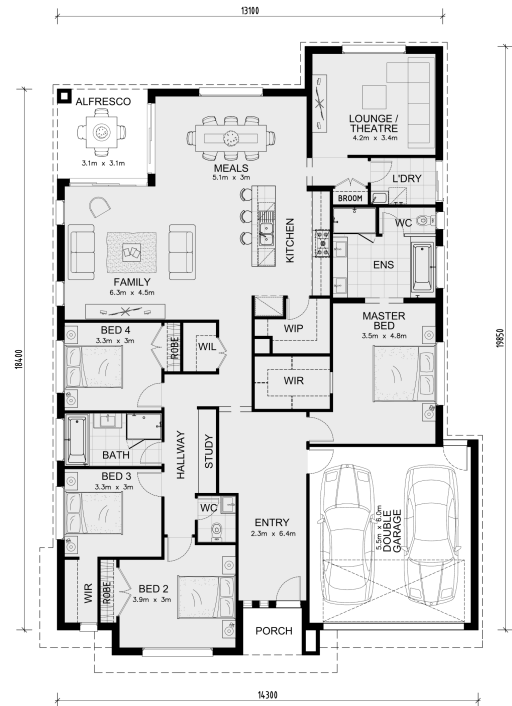 13100
ALFRESCO
3.1m x 3.1m
MEALS
5.1m x 3m
LOUNGE /
THEATRE
4.2m x 3.4m
L'DRY
BROOM
WC
ENS
KITCHEN
FAMILY
6.3m x 4.5m
18400
19850
BED 4
3.3m x 3m
ROBE
WIL
WIP
WIR
MASTER
BED
3.5m x 4.8m
BATH
HALLWAY
STUDY
BED 3
3.3m x 3m
WC
ENTRY
2.3m x 6.4m
5.5m x 6.0m
DOUBLE
GARAGE
WIR
ROBE
BED 2
3.9m x 3m
PORCH
14300